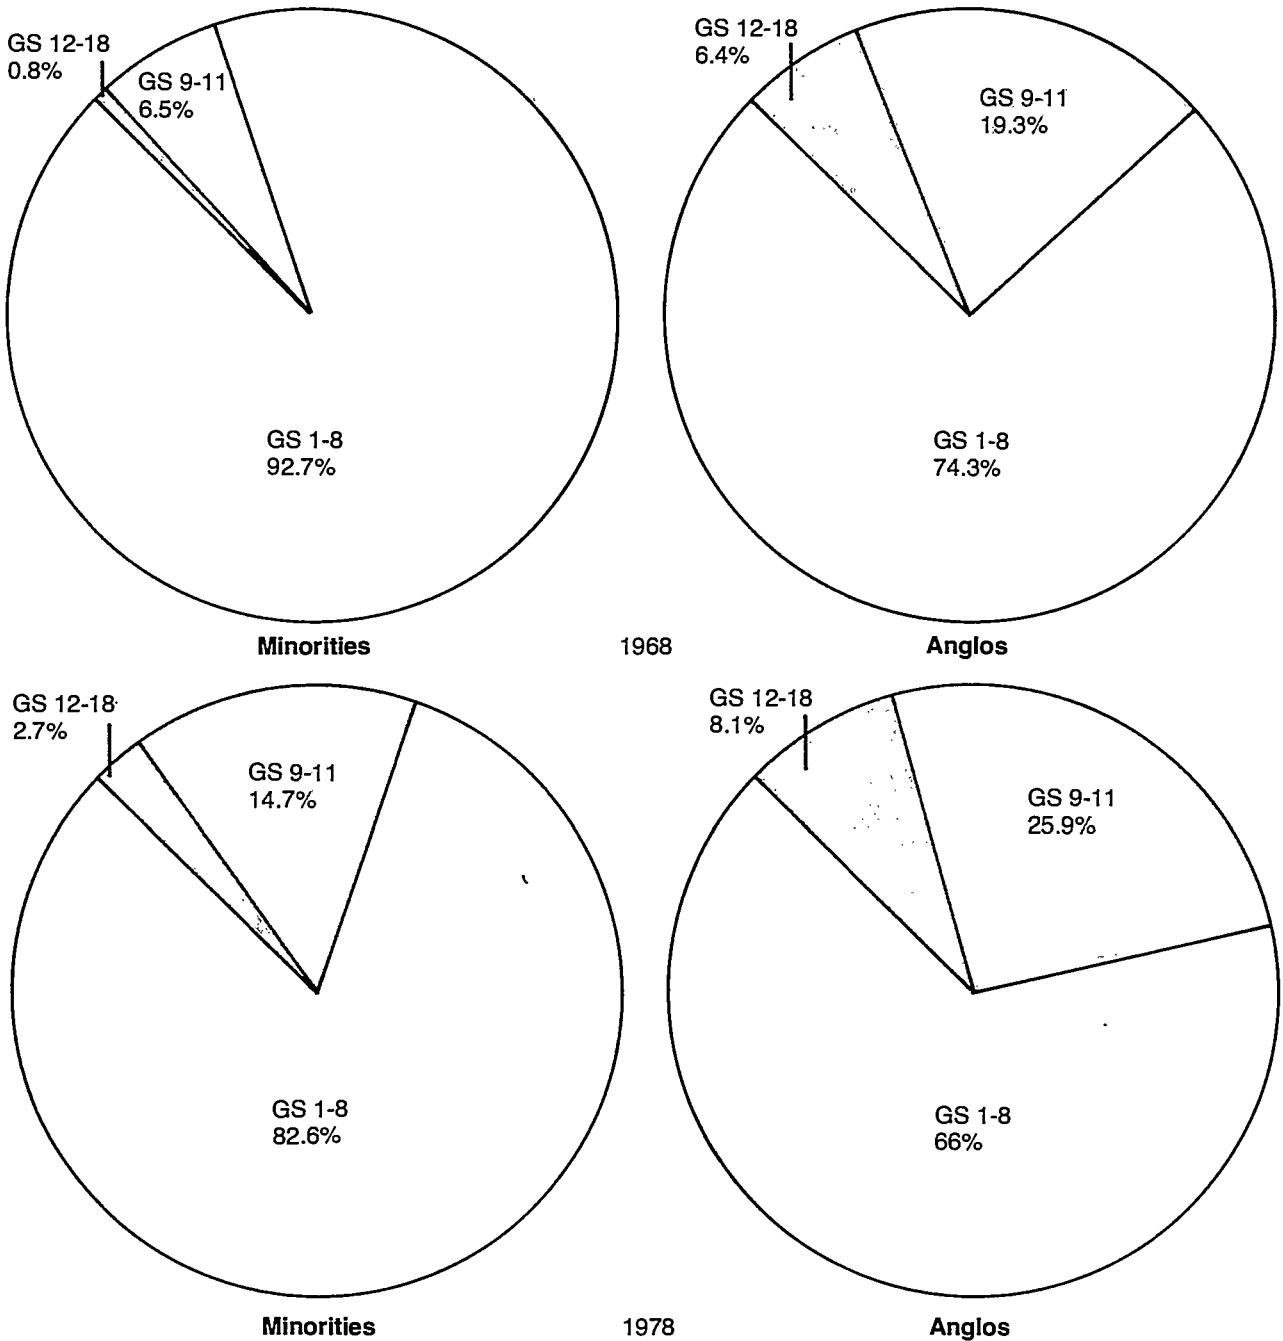 GS 12-18
0.8%
GS 9-11
6.5%
GS 1-8
92.7%
GS 12-18
6.4%
GS 9-11
19.3%
GS 1-8
74.3%
Minorities
1968
Anglos
GS 12-18
2.7%
GS 9-11
14.7%
GS 1-8
82.6%
GS 12-18
8.1%
GS 9-11
25.9%
GS 1-8
66%
Minorities
1978
Anglos